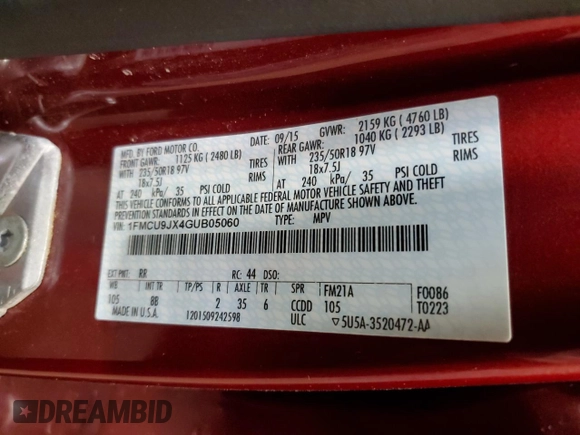 MFD. BY FORD MOTOR CO. DATE: 09/15 GVWR: 2159 KG ( 4760 LB)
FRONT GAWR: 1125 KG ( 2480 LB) REAR GAWR: 1040 KG ( 2293 LB)
WITH 235/50R18 97V TIRES WITH 235/50R18 97V TIRES
18x7.5J RIMS 18x7.5J RIMS
AT 240 kPa/ 35 PSI COLD AT 240 kPa/ 35 PSI COLD
THIS VEHICLE CONFORMS TO ALL APPLICABLE FEDERAL MOTOR VEHICLE SAFETY AND THEFT
PREVENTION STANDARDS IN EFFECT ON THE DATE OF MANUFACTURE SHOWN ABOVE.
VIN: 1FMCU9JX4GUB05060 TYPE: MPV
EXT PNT: RR RC: 44 DSO:
WB INT TR TP/PS R AXLE TR SPR FM21A F0086
105 BB 2 35 6 CCDD 105 T0223
MADE IN U.S.A. 1201509242598 ULC ▽5U5A-3520472-AA
DREAMBID